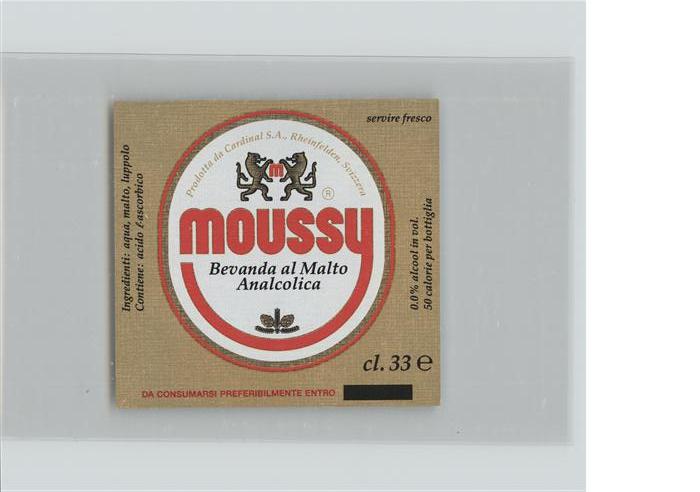 servire fresco
Prodotta da Cardinal S.A., Rheinfelden, Svizzera
m
®
moussy
Bevanda al Malto
Analcolica
Ingredienti: aqua, malto, luppolo
Contiene: acido ℓ-ascorbico
0.0% alcool in vol.
50 calorie per bottiglia
cl. 33 ℮
DA CONSUMARSI PREFERIBILMENTE ENTRO